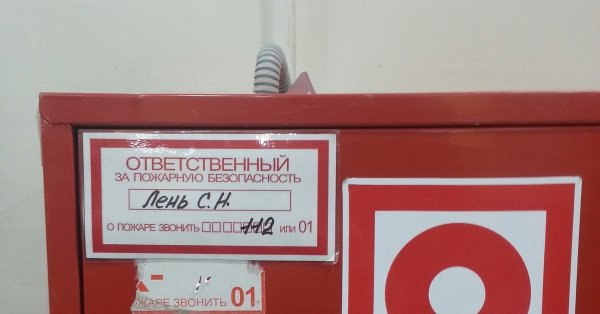 ОТВЕТСТВЕННЫЙ
ЗА ПОЖАРНУЮ БЕЗОПАСНОСТЬ
Лень С.Н.
О ПОЖАРЕ ЗВОНИТЬ 112 ИЛИ 01
ЖАРЕ ЗВОНИТЬ 01